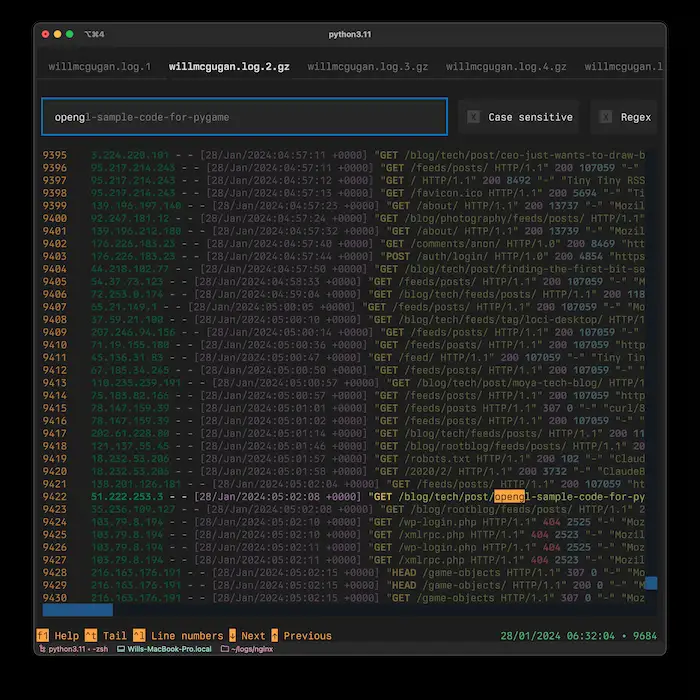 ⌥⌘4 python3.11
willmcgugan.log.1 willmcgugan.log.2.gz willmcgugan.log.3.gz willmcgugan.log.4.gz willmcgugan.l
opengl-sample-code-for-pygame X Case sensitive X Regex
9395 3.224.228.191 - - [28/Jan/2024:04:57:11 +0000] "GET /blog/tech/post/ceo-just-wants-to-draw-b
9396 95.217.214.243 - - [28/Jan/2024:04:57:11 +0000] "GET /feeds/posts/ HTTP/1.1" 200 107059 "-"
9397 95.217.214.243 - - [28/Jan/2024:04:57:12 +0000] "GET / HTTP/1.1" 200 8492 "-" "Tiny Tiny RSS
9398 95.217.214.243 - - [28/Jan/2024:04:57:13 +0000] "GET /favicon.ico HTTP/1.1" 200 5694 "-" "Ti
9399 139.196.197.140 - - [28/Jan/2024:04:57:23 +0000] "GET /about/ HTTP/1.1" 200 13737 "-" "Mozil
9400 92.247.181.12 - - [28/Jan/2024:04:57:24 +0000] "GET /blog/photography/feeds/posts/ HTTP/1.1"
9401 139.196.212.180 - - [28/Jan/2024:04:57:32 +0000] "GET /about/ HTTP/1.1" 200 13739 "-" "Mozil
9402 176.226.183.23 - - [28/Jan/2024:04:57:40 +0000] "GET /comments/anon/ HTTP/1.0" 200 8469 "htt
9403 176.226.183.23 - - [28/Jan/2024:04:57:44 +0000] "POST /auth/login/ HTTP/1.0" 200 4854 "https
9404 44.218.182.77 - - [28/Jan/2024:04:57:50 +0000] "GET /blog/tech/post/finding-the-first-bit-se
9405 54.37.73.123 - - [28/Jan/2024:04:58:33 +0000] "GET /feeds/posts/ HTTP/1.1" 200 107059 "-" "M
9406 72.253.0.174 - - [28/Jan/2024:04:59:04 +0000] "GET /blog/tech/feeds/posts/ HTTP/1.1" 200 118
9407 65.21.149.1 - - [28/Jan/2024:05:00:05 +0000] "GET /feeds/posts/ HTTP/1.1" 200 107059 "-" "Mo
9408 37.59.21.100 - - [28/Jan/2024:05:00:10 +0000] "GET /blog/tech/feeds/tag/loci-desktop/ HTTP/1
9409 207.246.94.156 - - [28/Jan/2024:05:00:14 +0000] "GET /feeds/posts/ HTTP/1.1" 200 107059 "-"
9410 71.19.155.188 - - [28/Jan/2024:05:00:36 +0000] "GET /feeds/posts/ HTTP/1.1" 200 107059 "http
9411 45.136.31.83 - - [28/Jan/2024:05:00:47 +0000] "GET /feed/ HTTP/1.1" 200 107059 "-" "Tiny Tin
9412 67.185.34.245 - - [28/Jan/2024:05:00:50 +0000] "GET /feeds/posts/ HTTP/1.1" 200 107059 "-" "
9413 118.235.239.191 - - [28/Jan/2024:05:00:57 +0000] "GET /blog/tech/post/moya-tech-blog/ HTTP/1
9414 75.183.82.166 - - [28/Jan/2024:05:00:57 +0000] "GET /feeds/posts/ HTTP/1.1" 200 107059 "http
9415 78.147.159.39 - - [28/Jan/2024:05:01:01 +0000] "GET /feeds/posts HTTP/1.1" 307 0 "-" "curl/8
9416 78.147.159.39 - - [28/Jan/2024:05:01:02 +0000] "GET /feeds/posts/ HTTP/1.1" 200 107059 "-" "
9417 202.61.228.80 - - [28/Jan/2024:05:01:14 +0000] "GET /blog/tech/feeds/posts/ HTTP/1.1" 200 11
9418 121.137.55.45 - - [28/Jan/2024:05:01:46 +0000] "GET /blog/rootblog/feeds/posts/ HTTP/1.1" 20
9419 18.223.53.206 - - [28/Jan/2024:05:01:57 +0000] "GET /robots.txt HTTP/1.1" 200 102 "-" "Claud
9420 18.232.53.205 - - [28/Jan/2024:05:01:58 +0000] "GET /2020/2/ HTTP/1.1" 200 3732 "-" "ClaudeB
9421 138.201.126.181 - - [28/Jan/2024:05:02:04 +0000] "GET /feeds/posts/ HTTP/1.1" 200 107059 "ht
9422 51.222.253.3 - - [28/Jan/2024:05:02:08 +0000] "GET /blog/tech/post/opengl-sample-code-for-py
9423 35.236.109.127 - - [28/Jan/2024:05:02:08 +0000] "GET /blog/rootblog/feeds/posts/ HTTP/1.1" 2
9424 103.79.8.194 - - [28/Jan/2024:05:02:10 +0000] "GET /wp-login.php HTTP/1.1" 404 2525 "-" "Moz
9425 103.79.8.194 - - [28/Jan/2024:05:02:10 +0000] "GET /xmlrpc.php HTTP/1.1" 404 2523 "-" "Mozil
9426 103.79.8.194 - - [28/Jan/2024:05:02:11 +0000] "GET /wp-login.php HTTP/1.1" 404 2525 "-" "Moz
9427 103.79.8.194 - - [28/Jan/2024:05:02:11 +0000] "GET /xmlrpc.php HTTP/1.1" 404 2523 "-" "Mozil
9428 216.163.176.191 - - [28/Jan/2024:05:02:15 +0000] "HEAD /game-objects HTTP/1.1" 307 0 "-" "Mo
9429 216.163.176.191 - - [28/Jan/2024:05:02:15 +0000] "HEAD /game-objects/ HTTP/1.1" 200 0 "-" "M
9430 216.163.176.191 - - [28/Jan/2024:05:02:15 +0000] "GET /game-objects HTTP/1.1" 307 0 "-" "Moz
f1 Help ^t Tail ^l Line numbers ↓ Next ↑ Previous 28/01/2024 06:32:04 • 9684
python3.11 • -zsh Wills-MacBook-Pro.local ~/logs/nginx